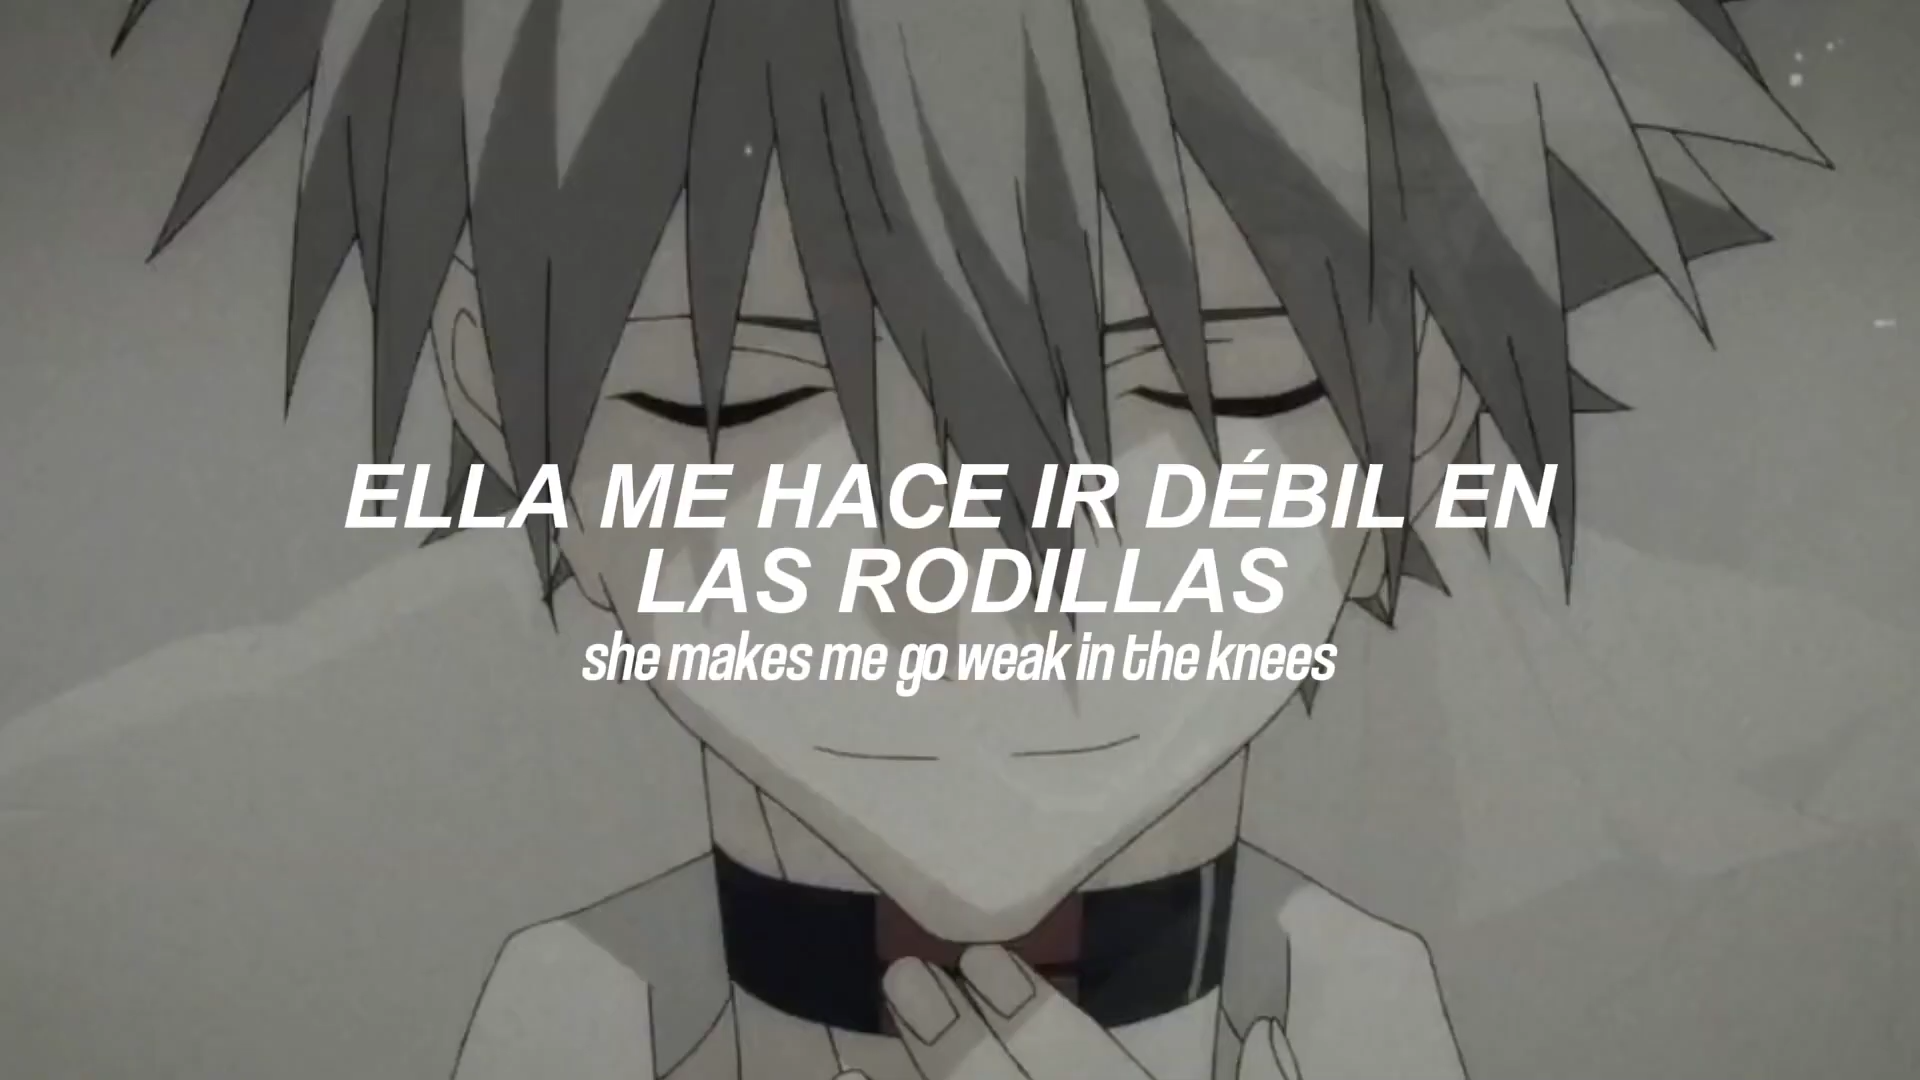 ELLA ME HACE IR DÉBIL EN
LAS RODILLAS
she makes me go weak in the knees